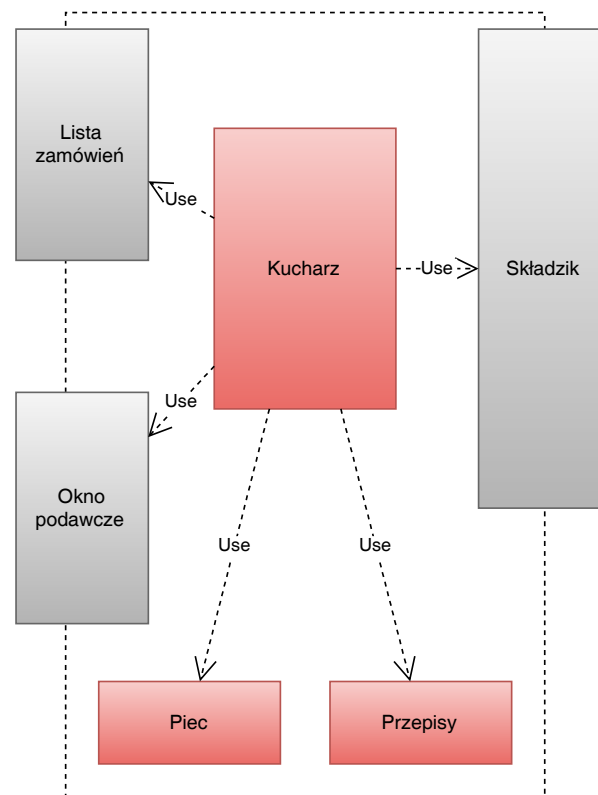 Lista
zamówień
Use
Kucharz
Use
Składzik
Use
Okno
podawcze
Use
Use
Piec
Przepisy